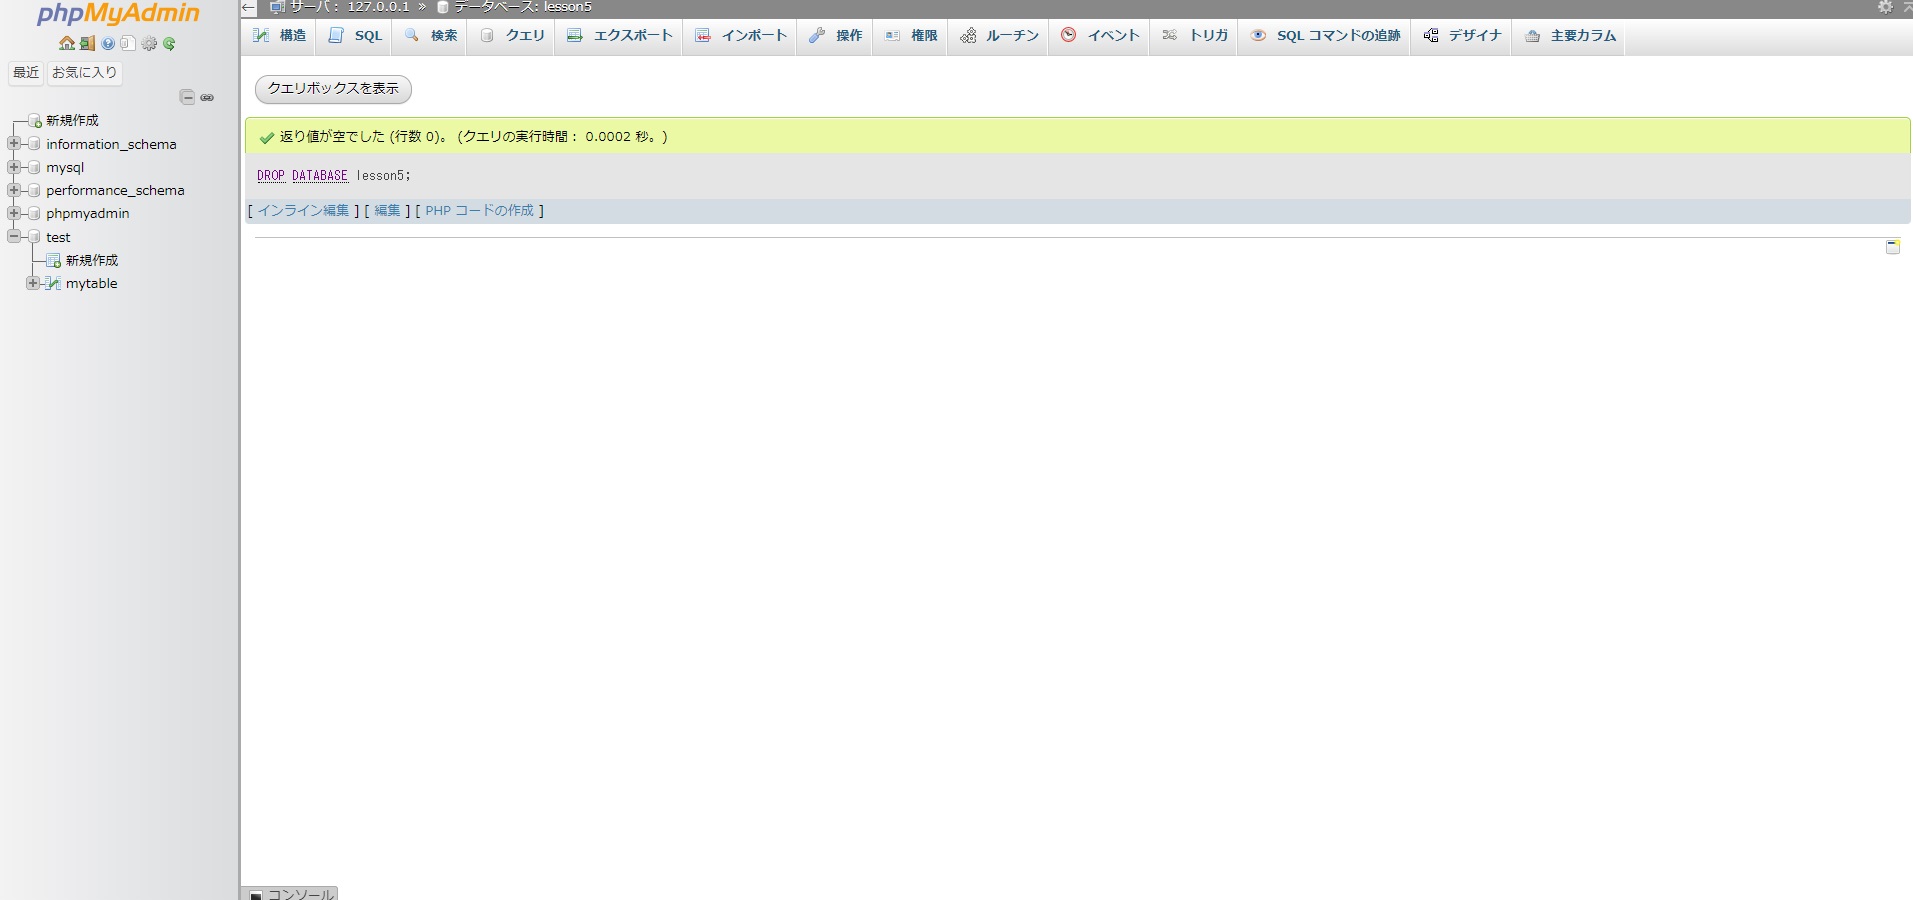 phpMyAdmin
最近 お気に入り
新規作成
information_schema
mysql
performance_schema
phpmyadmin
test
新規作成
mytable
サーバ: 127.0.0.1 » データベース: lesson5
構造 SQL 検索 クエリ エクスポート インポート 操作 権限 ルーチン イベント トリガ SQL コマンドの追跡 デザイナ 主要カラム
クエリボックスを表示
返り値が空でした (行数 0)。 (クエリの実行時間： 0.0002 秒。)
DROP DATABASE lesson5;
[ インライン編集 ] [ 編集 ] [ PHP コードの作成 ]
コンソール